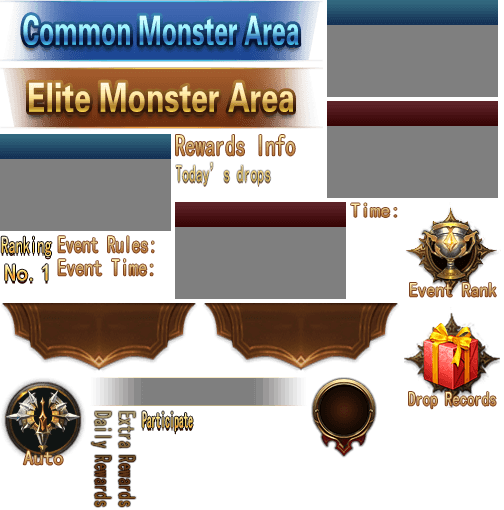 Common Monster Area
Elite Monster Area
Rewards Info
Today's drops
Time:
Ranking
No. 1
Event Rules:
Event Time:
Event Rank
Drop Records
Auto
Participate
Extra Rewards
Daily Rewards